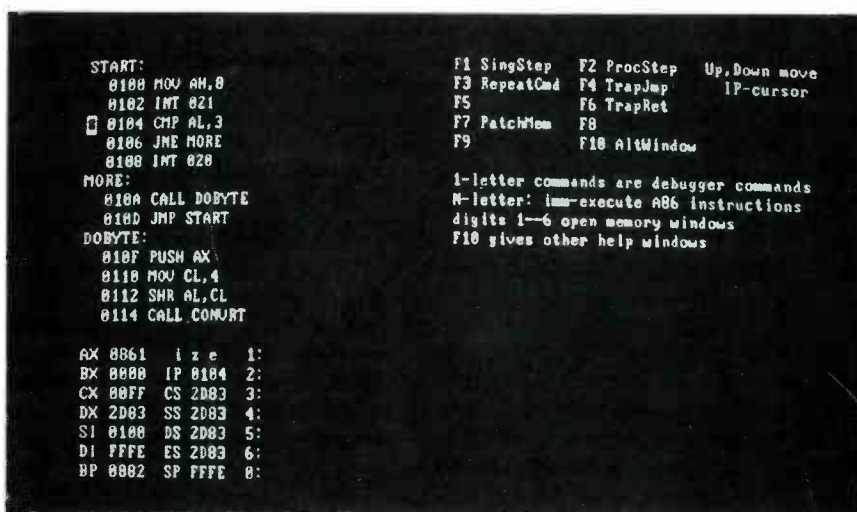 START:
0100 MOV AH,8
0102 INT 021
0104 CMP AL,3
0106 JNE MORE
0108 INT 020
MORE:
010A CALL DOBYTE
010D JMP START
DOBYTE:
010F PUSH AX
0110 MOV CL,4
0112 SHR AL,CL
0114 CALL CONVRT
AX 0861 i z e 1:
BX 0000 IP 0104 2:
CX 00FF CS 2D83 3:
DX 2D83 SS 2D83 4:
SI 0100 DS 2D83 5:
DI FFFE ES 2D83 6:
BP 0882 SP FFFE 0:
F1 SingStep F2 ProcStep Up,Down move
F3 RepeatCmd F4 TrapJmp IP-cursor
F5 F6 TrapRet
F7 PatchMem F8
F9 F10 AltWindow
1-letter commands are debugger commands
M-letter: imm-execute A86 instructions
digits 1--6 open memory windows
F10 gives other help windows